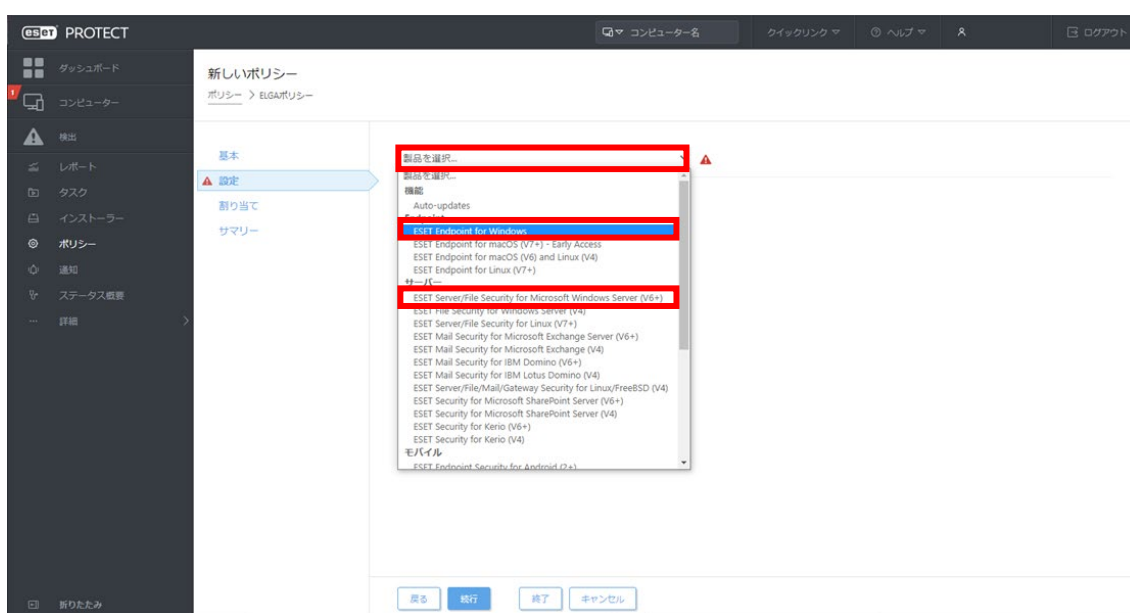 eset PROTECT
コンピューター名
クイックリンク
ヘルプ
ログアウト
ダッシュボード
1
コンピューター
検出
レポート
タスク
インストーラー
ポリシー
通知
ステータス概要
詳細
折りたたみ
新しいポリシー
ポリシー > ELGAポリシー
基本
設定
割り当て
サマリー
製品を選択...
製品を選択...
機能
Auto-updates
Endpoint
ESET Endpoint for Windows
ESET Endpoint for macOS (V7+) - Early Access
ESET Endpoint for macOS (V6) and Linux (V4)
ESET Endpoint for Linux (V7+)
サーバー
ESET Server/File Security for Microsoft Windows Server (V6+)
ESET File Security for Windows Server (V4)
ESET Server/File Security for Linux (V7+)
ESET Mail Security for Microsoft Exchange Server (V6+)
ESET Mail Security for Microsoft Exchange (V4)
ESET Mail Security for IBM Domino (V6+)
ESET Mail Security for IBM Lotus Domino (V4)
ESET Server/File/Mail/Gateway Security for Linux/FreeBSD (V4)
ESET Security for Microsoft SharePoint Server (V6+)
ESET Security for Microsoft SharePoint Server (V4)
ESET Security for Kerio (V6+)
ESET Security for Kerio (V4)
モバイル
ESET Endpoint Security for Android (2+)
戻る
続行
終了
キャンセル